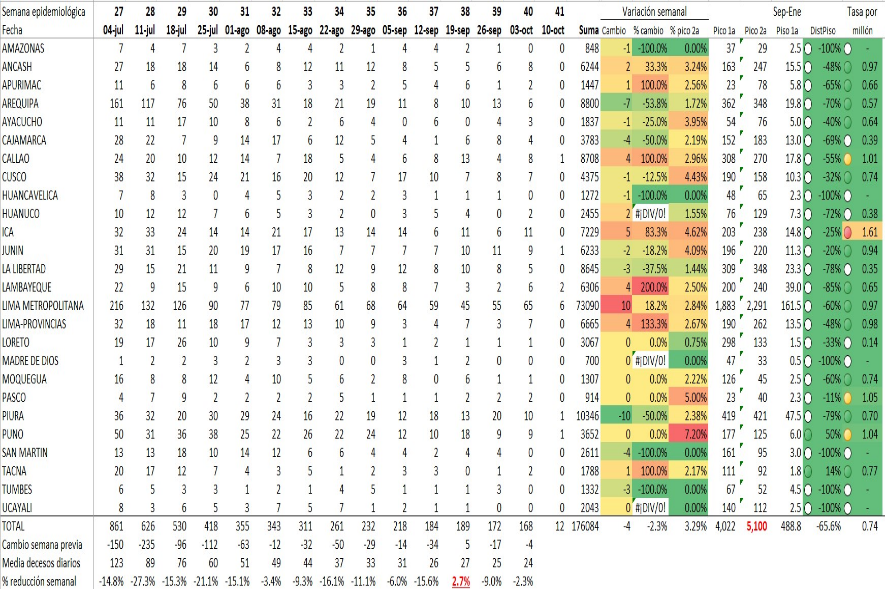 Semana epidemiológica 27 28 29 30 31 32 33 34 35 36 37 38 39 40 41 Variación semanal Sep-Ene Tasa por
Fecha 04-jul 11-jul 18-jul 25-jul 01-ago 08-ago 15-ago 22-ago 29-ago 05-sep 12-sep 19-sep 26-sep 03-oct 10-oct Suma Cambio % cambio % pico 2a Pico 1a Pico 2a Piso 1a DistPiso millón
AMAZONAS 7 4 7 3 2 4 4 2 1 4 4 2 1 0 0 848 -1 -100.0% 0.00% 37 29 2.5 -100% -
ANCASH 27 18 18 14 6 8 12 11 12 8 5 5 6 8 0 6244 2 33.3% 3.24% 163 247 15.5 -48% 0.97
APURIMAC 11 6 8 6 6 6 3 3 2 5 4 6 1 2 0 1447 1 100.0% 2.56% 23 78 5.8 -65% 0.66
AREQUIPA 161 117 76 50 38 31 18 21 19 11 8 10 13 6 0 8800 -7 -53.8% 1.72% 362 348 19.8 -70% 0.57
AYACUCHO 11 11 17 10 8 6 2 6 4 0 6 0 4 3 0 1837 -1 -25.0% 3.95% 54 76 5.0 -40% 0.64
CAJAMARCA 28 22 7 9 14 17 6 12 5 4 1 6 8 4 0 3783 -4 -50.0% 2.19% 152 183 13.0 -69% 0.39
CALLAO 24 20 10 12 14 7 18 5 4 6 8 13 4 8 1 8708 4 100.0% 2.96% 308 270 17.8 -55% 1.01
CUSCO 38 32 15 24 21 16 20 12 7 17 10 7 8 7 0 4375 -1 -12.5% 4.43% 190 158 10.3 -32% 0.74
HUANCAVELICA 7 8 3 0 4 5 3 2 2 3 1 1 1 0 0 1272 -1 -100.0% 0.00% 48 65 2.3 -100% -
HUANUCO 10 12 12 7 6 5 3 2 0 3 5 4 0 2 0 2455 2 #¡DIV/0! 1.55% 76 129 7.3 -72% 0.38
ICA 32 33 24 14 14 21 17 13 14 14 6 11 6 11 0 7229 5 83.3% 4.62% 203 238 14.8 -25% 1.61
JUNIN 31 31 15 20 19 17 16 7 7 7 7 10 11 9 1 6233 -2 -18.2% 4.09% 196 220 11.3 -20% 0.94
LA LIBERTAD 29 15 21 11 9 7 8 12 9 12 8 10 8 5 0 8645 -3 -37.5% 1.44% 309 348 23.3 -78% 0.35
LAMBAYEQUE 22 9 15 9 6 10 10 5 8 8 7 3 2 6 2 6306 4 200.0% 2.50% 200 240 39.0 -85% 0.65
LIMA METROPOLITANA 216 132 126 90 77 79 85 61 68 64 59 45 55 65 6 73090 10 18.2% 2.84% 1,883 2,291 161.5 -60% 0.97
LIMA-PROVINCIAS 32 18 11 18 17 12 13 10 9 3 4 7 3 7 0 6665 4 133.3% 2.67% 190 262 13.5 -48% 0.98
LORETO 19 17 26 10 9 7 3 3 3 1 2 1 1 1 0 3067 0 0.0% 0.75% 298 133 1.5 -33% 0.14
MADRE DE DIOS 1 2 2 3 2 3 3 0 0 3 1 2 0 0 0 700 0 #¡DIV/0! 0.00% 47 33 0.5 -100% -
MOQUEGUA 16 8 8 12 4 10 5 6 2 8 0 6 1 1 0 1307 0 0.0% 2.22% 126 45 2.5 -60% 0.74
PASCO 4 7 9 2 2 2 2 5 3 1 1 1 2 2 0 914 0 0.0% 5.00% 23 40 2.3 -11% 1.05
PIURA 36 32 20 30 29 24 16 22 19 12 18 13 20 10 1 10346 -10 -50.0% 2.38% 419 421 47.5 -79% 0.70
PUNO 50 31 36 38 25 22 26 22 24 12 10 18 9 9 1 3652 0 0.0% 7.20% 177 125 6.0 50% 1.04
SAN MARTIN 13 13 18 10 14 12 6 6 4 4 2 4 4 0 0 2611 -4 -100.0% 0.00% 161 95 3.0 -100% -
TACNA 20 17 12 7 4 3 5 1 2 3 3 0 1 2 0 1788 1 100.0% 2.17% 111 92 1.8 14% 0.77
TUMBES 6 5 3 3 1 2 1 4 5 1 1 1 3 0 0 1332 -3 -100.0% 0.00% 67 52 4.5 -100% -
UCAYALI 8 3 6 5 3 7 5 7 1 2 1 1 0 0 0 2043 0 #¡DIV/0! 0.00% 140 112 2.5 -100% -
TOTAL 861 626 530 418 355 343 311 261 232 218 184 189 172 168 12 176084 -4 -2.3% 3.29% 4,022 5,100 488.8 -65.6% 0.74
Cambio semana previa -150 -235 -96 -112 -63 -12 -32 -50 -29 -14 -34 5 -17 -4
Media decesos diarios 123 89 76 60 51 49 44 37 33 31 26 27 25 24
% reducción semanal -14.8% -27.3% -15.3% -21.1% -15.1% -3.4% -9.3% -16.1% -11.1% -6.0% -15.6% 2.7% -9.0% -2.3%